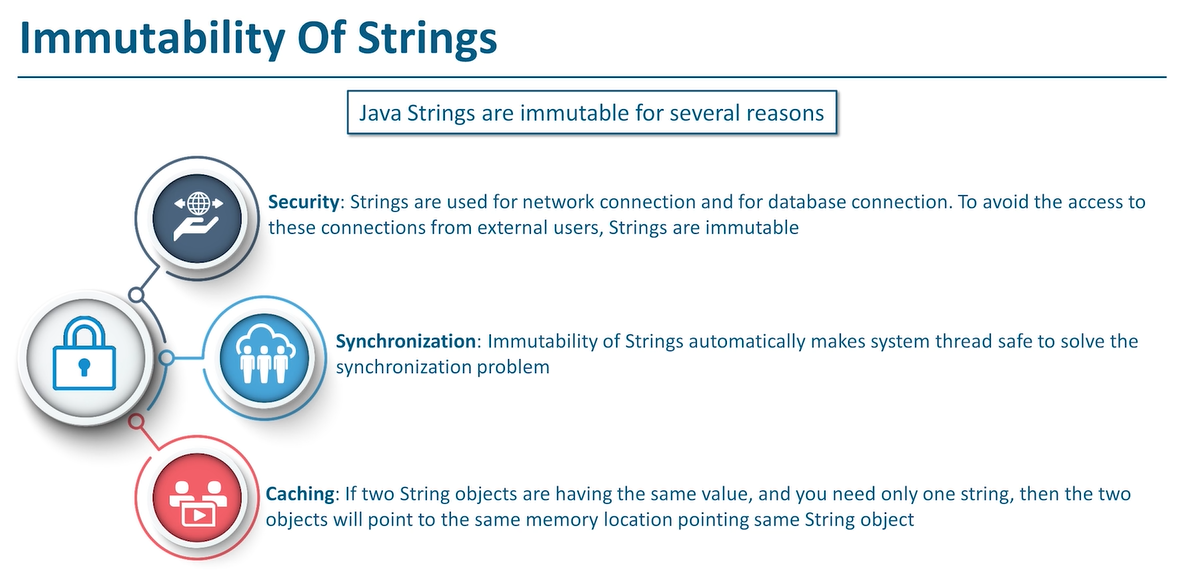 Immutability Of Strings
Java Strings are immutable for several reasons
Security: Strings are used for network connection and for database connection. To avoid the access to
these connections from external users, Strings are immutable
Synchronization: Immutability of Strings automatically makes system thread safe to solve the
synchronization problem
Caching: If two String objects are having the same value, and you need only one string, then the two
objects will point to the same memory location pointing same String object